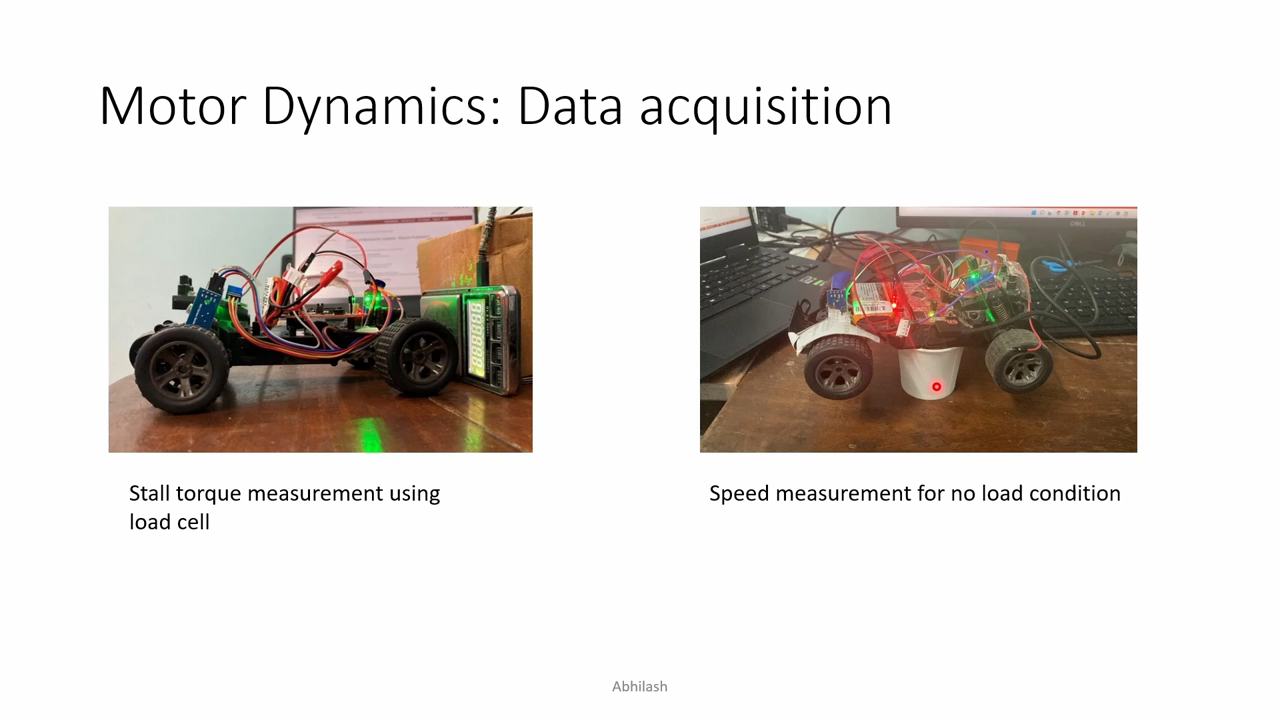 Motor Dynamics: Data acquisition
Stall torque measurement using
load cell
Speed measurement for no load condition
Abhilash